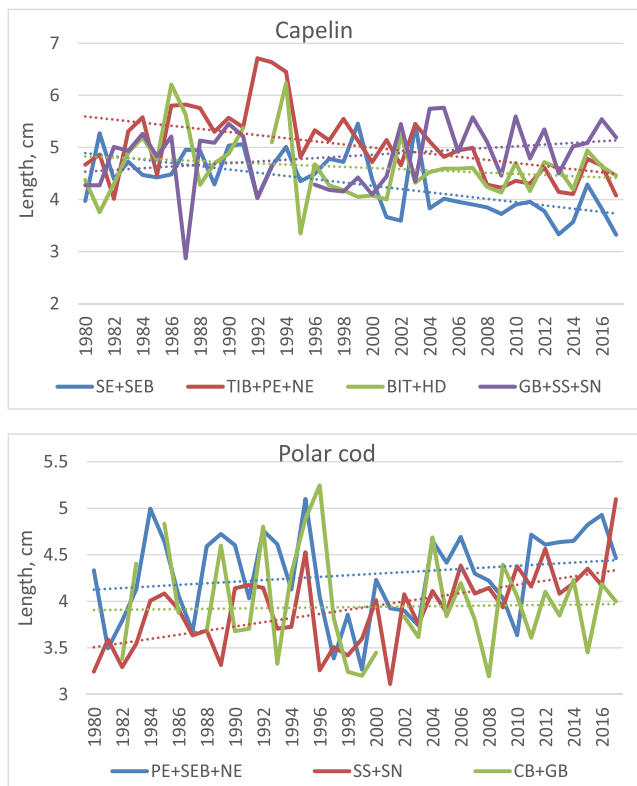 Capelin
7
6
5
4
3
2
Length, cm
1980 1982 1984 1986 1988 1990 1992 1994 1996 1998 2000 2002 2004 2006 2008 2010 2012 2014 2016
SE+SEB TIB+PE+NE BIT+HD GB+SS+SN
Polar cod
5.5
5
4.5
4
3.5
3
Length, cm
1980 1982 1984 1986 1988 1990 1992 1994 1996 1998 2000 2002 2004 2006 2008 2010 2012 2014 2016
PE+SEB+NE SS+SN CB+GB